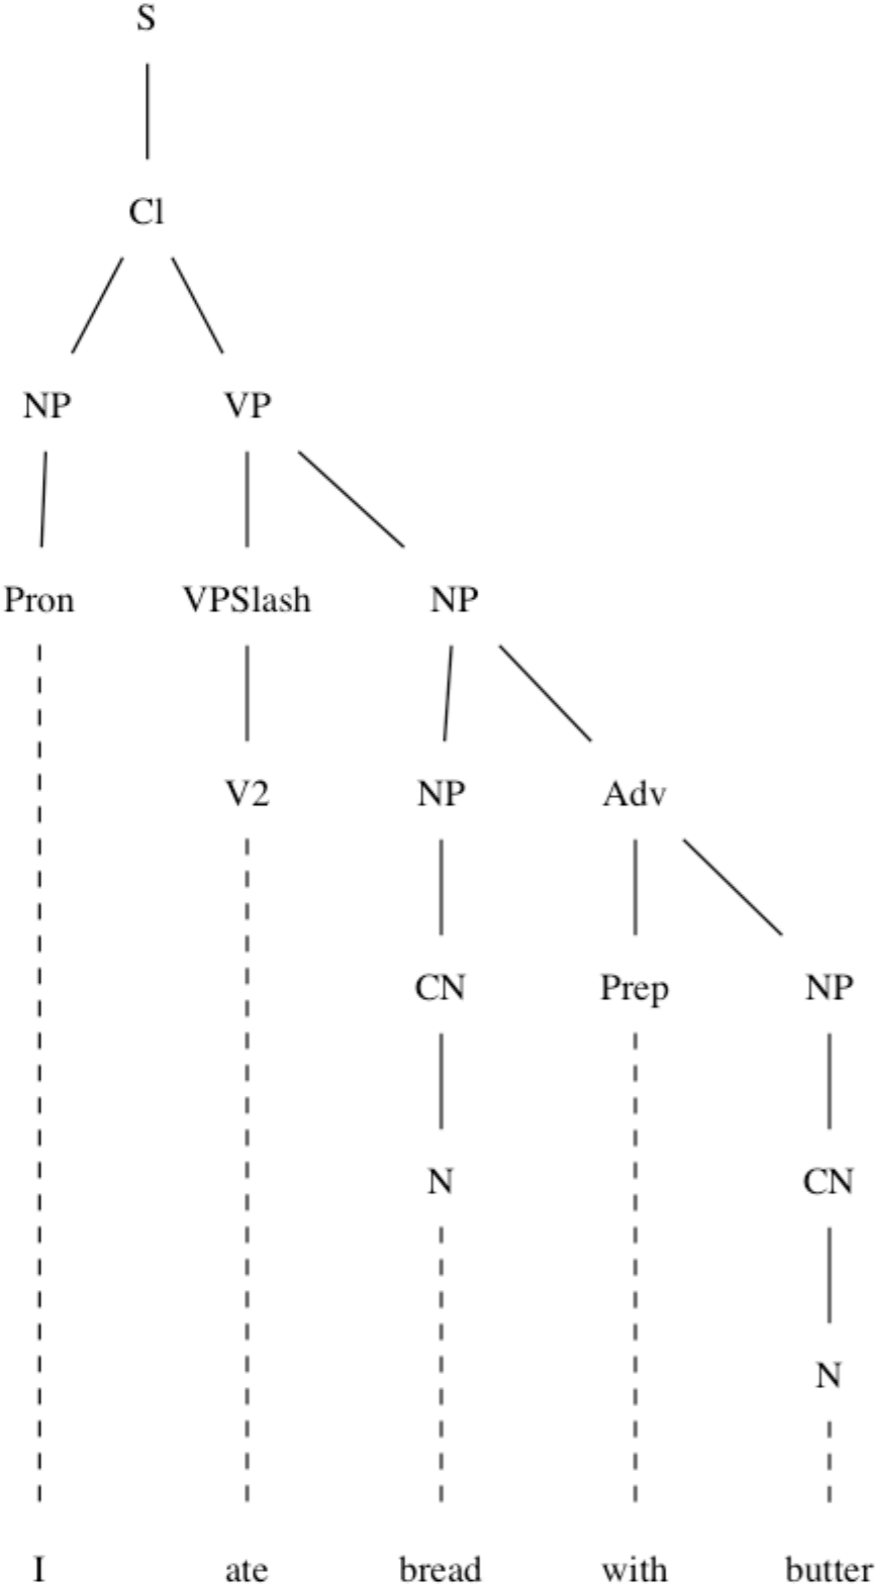 S
Cl
NP VP
Pron VPSlash NP
V2 NP Adv
CN Prep NP
N CN
N
I ate bread with butter